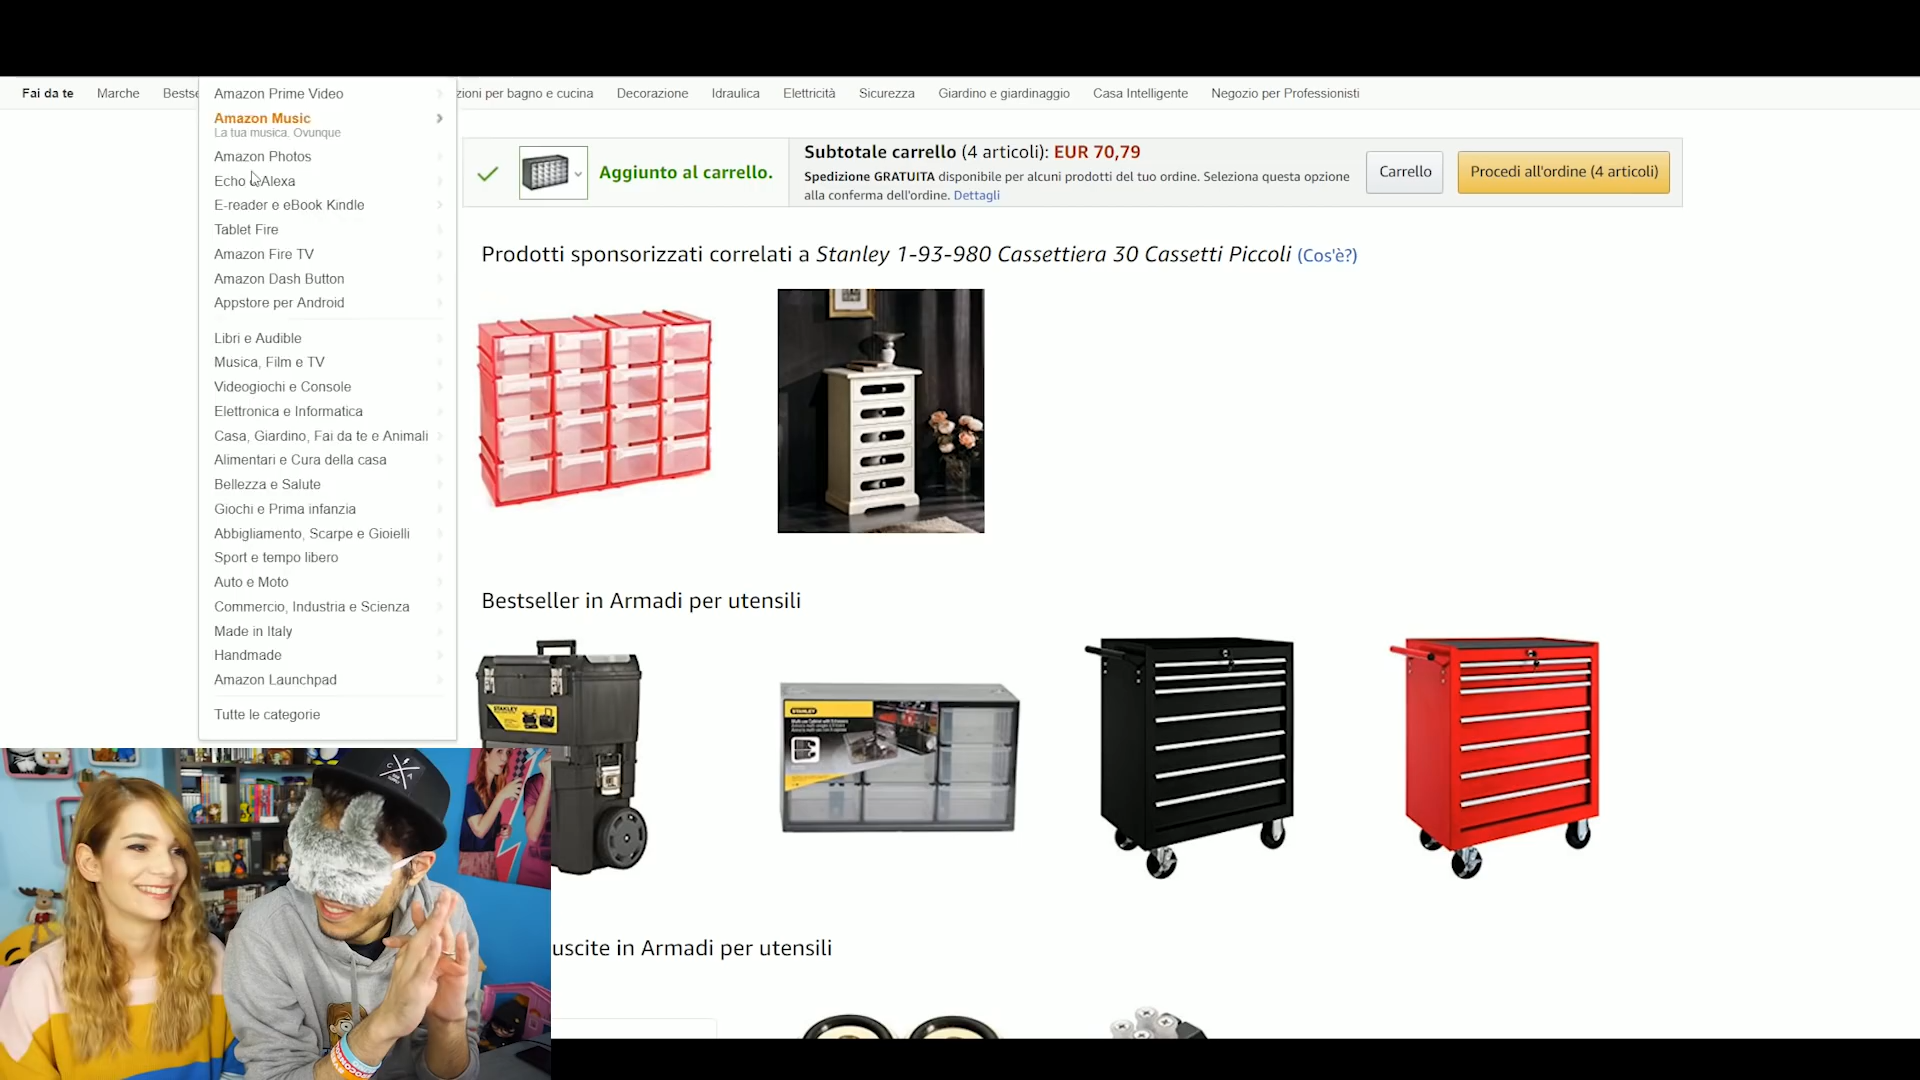 Fai da te
Marche
Bestse
zioni per bagno e cucina
Decorazione
Idraulica
Elettricità
Sicurezza
Giardino e giardinaggio
Casa Intelligente
Negozio per Professionisti
Amazon Prime Video
Amazon Music
La tua musica. Ovunque
Amazon Photos
Echo & Alexa
E-reader e eBook Kindle
Tablet Fire
Amazon Fire TV
Amazon Dash Button
Appstore per Android
Libri e Audible
Musica, Film e TV
Videogiochi e Console
Elettronica e Informatica
Casa, Giardino, Fai da te e Animali
Alimentari e Cura della casa
Bellezza e Salute
Giochi e Prima infanzia
Abbigliamento, Scarpe e Gioielli
Sport e tempo libero
Auto e Moto
Commercio, Industria e Scienza
Made in Italy
Handmade
Amazon Launchpad
Tutte le categorie
Aggiunto al carrello.
Subtotale carrello (4 articoli): EUR 70,79
Spedizione GRATUITA disponibile per alcuni prodotti del tuo ordine. Seleziona questa opzione
alla conferma dell'ordine. Dettagli
Carrello
Procedi all'ordine (4 articoli)
Prodotti sponsorizzati correlati a Stanley 1-93-980 Cassettiera 30 Cassetti Piccoli (Cos'è?)
Bestseller in Armadi per utensili
STANLEY
STANLEY
uscite in Armadi per utensili
C A